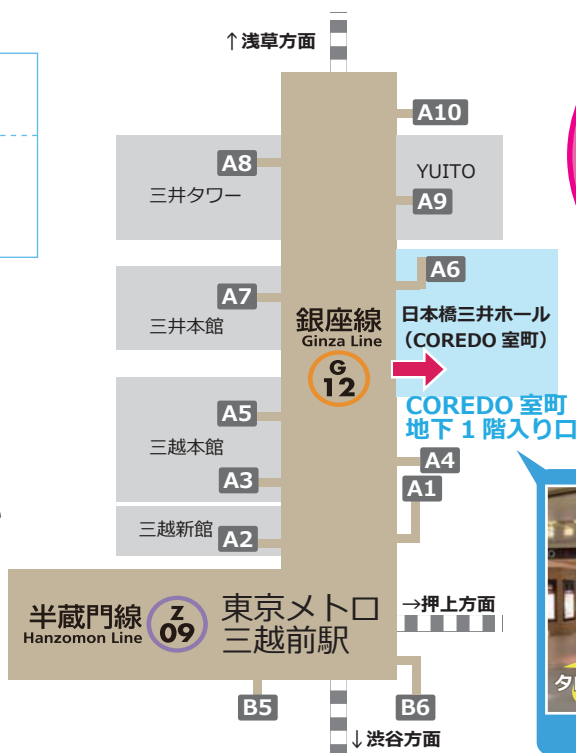 ↑浅草方面
A10
A8
三井タワー
YUITO
A9
A6
A7
三井本館
銀座線
Ginza Line
G
12
日本橋三井ホール
（COREDO 室町）
COREDO 室町
地下 1 階入り口
A5
三越本館
A3
A4
A1
三越新館
A2
半蔵門線
Hanzomon Line
Z
09
東京メトロ
三越前駅
→押上方面
B5
B6
↓渋谷方面